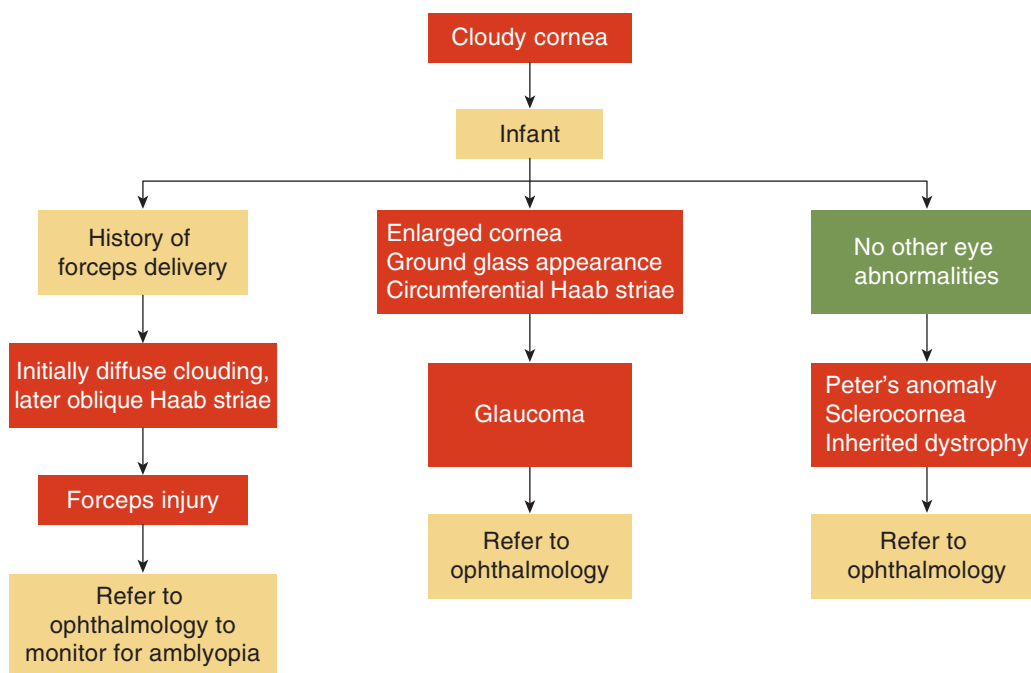 Cloudy cornea
Infant
History of
forceps delivery
Initially diffuse clouding,
later oblique Haab striae
Forceps injury
Refer to
ophthalmology to
monitor for amblyopia
Enlarged cornea
Ground glass appearance
Circumferential Haab striae
Glaucoma
Refer to
ophthalmology
No other eye
abnormalities
Peter's anomaly
Sclerocornea
Inherited dystrophy
Refer to
ophthalmology